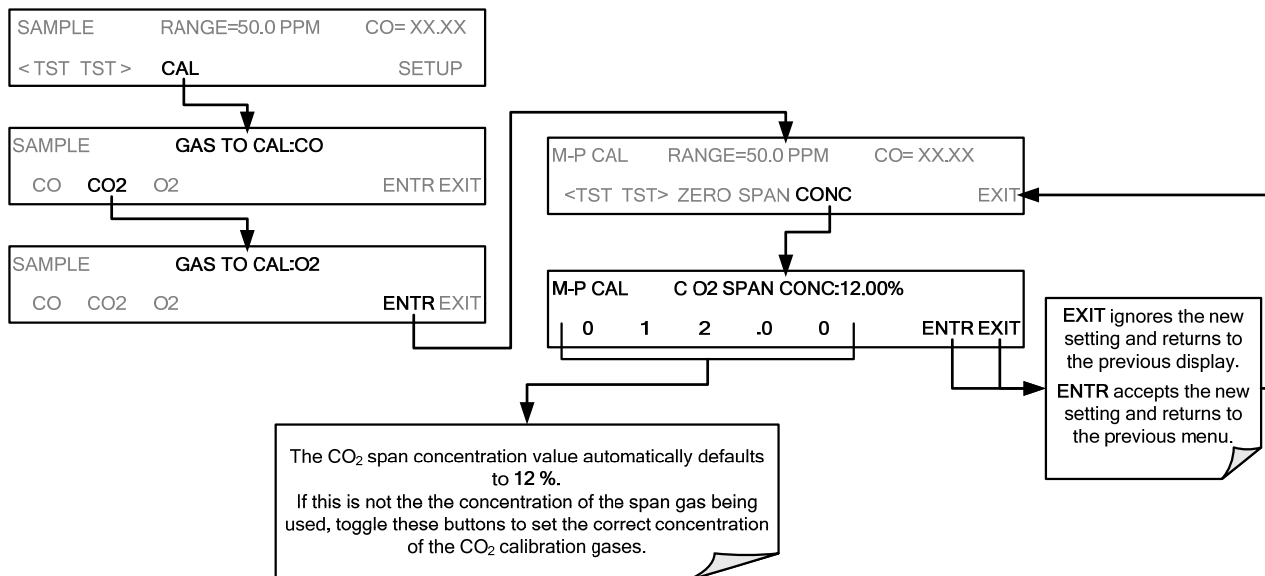 SAMPLE RANGE=50.0 PPM CO= XX.XX
< TST TST > CAL SETUP
SAMPLE GAS TO CAL:CO
CO CO2 O2 ENTR EXIT
SAMPLE GAS TO CAL:O2
CO CO2 O2 ENTR EXIT
M-P CAL RANGE=50.0 PPM CO= XX.XX
<TST TST> ZERO SPAN CONC EXIT
M-P CAL C O2 SPAN CONC:12.00%
0 1 2 .0 0 ENTR EXIT
EXIT ignores the new
setting and returns to
the previous display.
ENTR accepts the new
setting and returns to
the previous menu.
The CO₂ span concentration value automatically defaults
to 12 %.
If this is not the the concentration of the span gas being
used, toggle these buttons to set the correct concentration
of the CO₂ calibration gases.